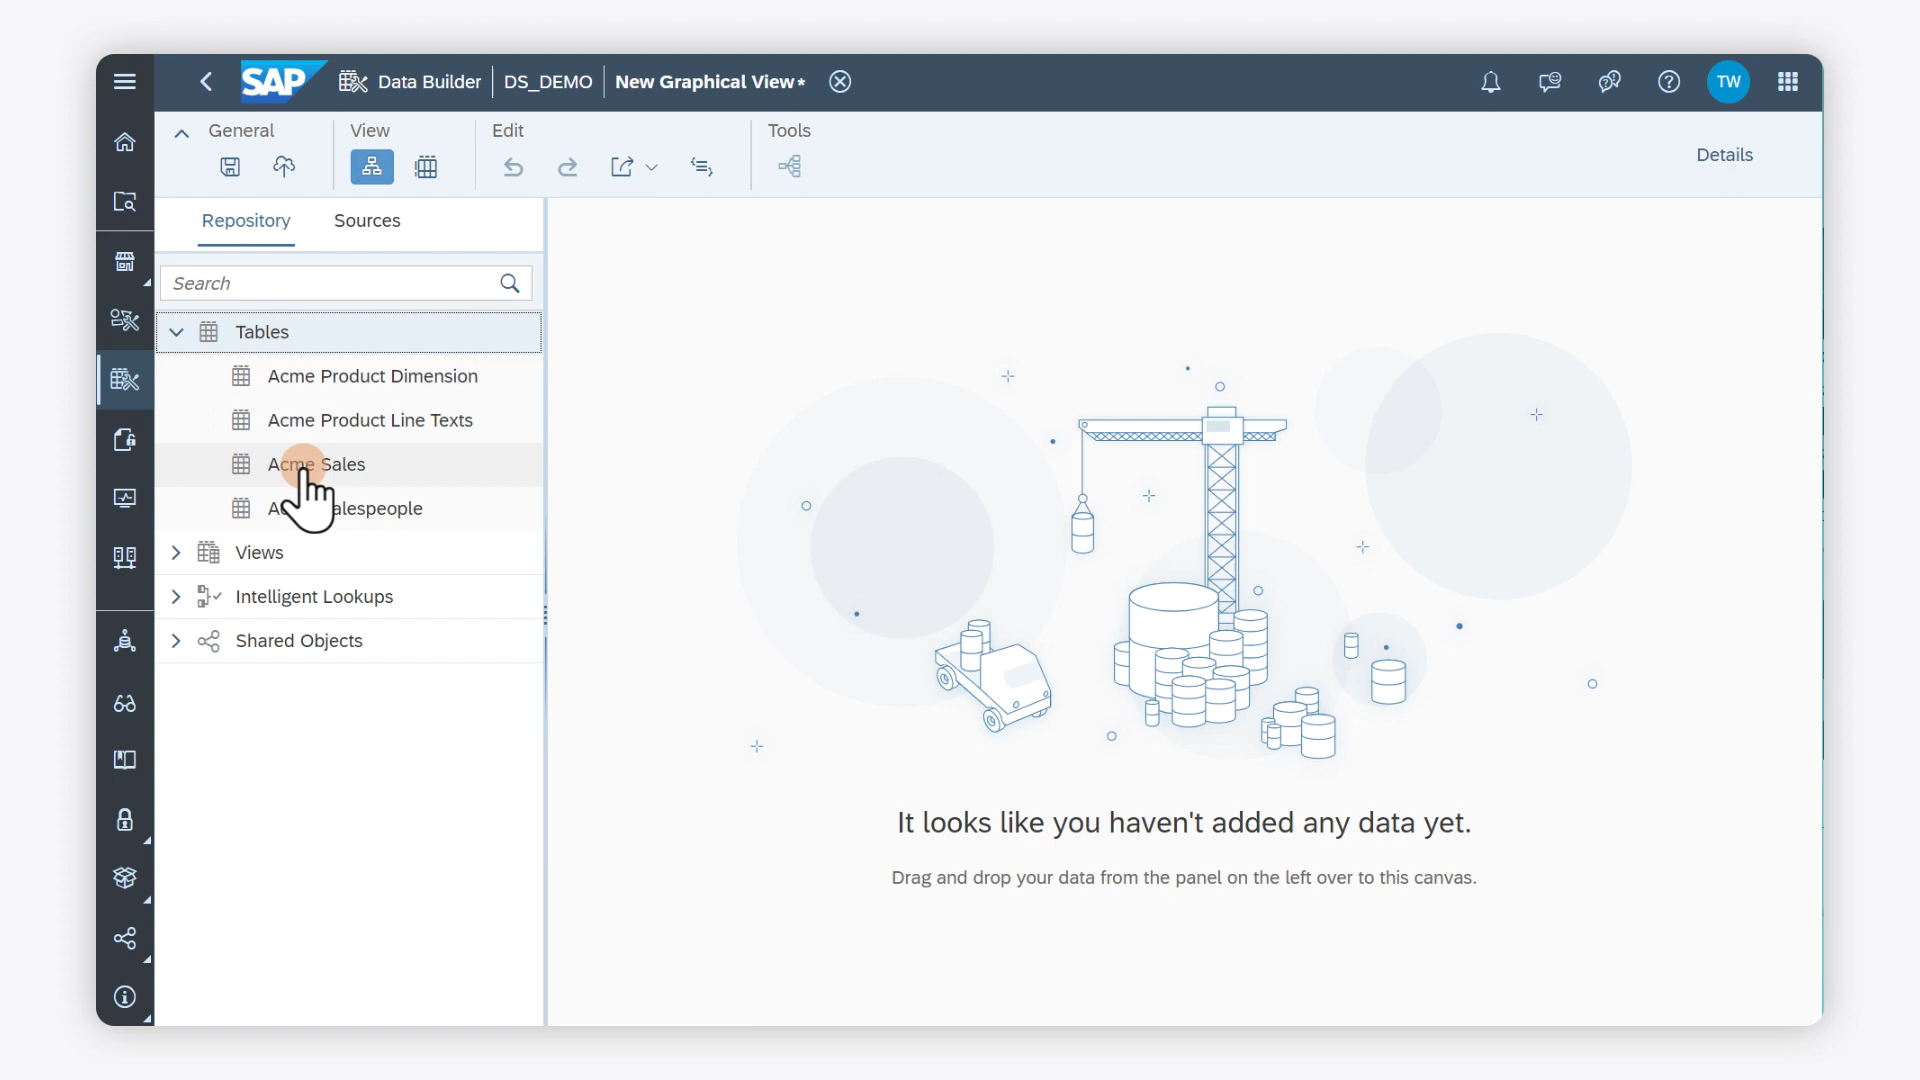 SAP Data Builder DS_DEMO New Graphical View* TW
General View Edit Tools
Details
Repository Sources
Search
Tables
Acme Product Dimension
Acme Product Line Texts
Acme Sales
alespeople
Views
Intelligent Lookups
Shared Objects
It looks like you haven't added any data yet.
Drag and drop your data from the panel on the left over to this canvas.